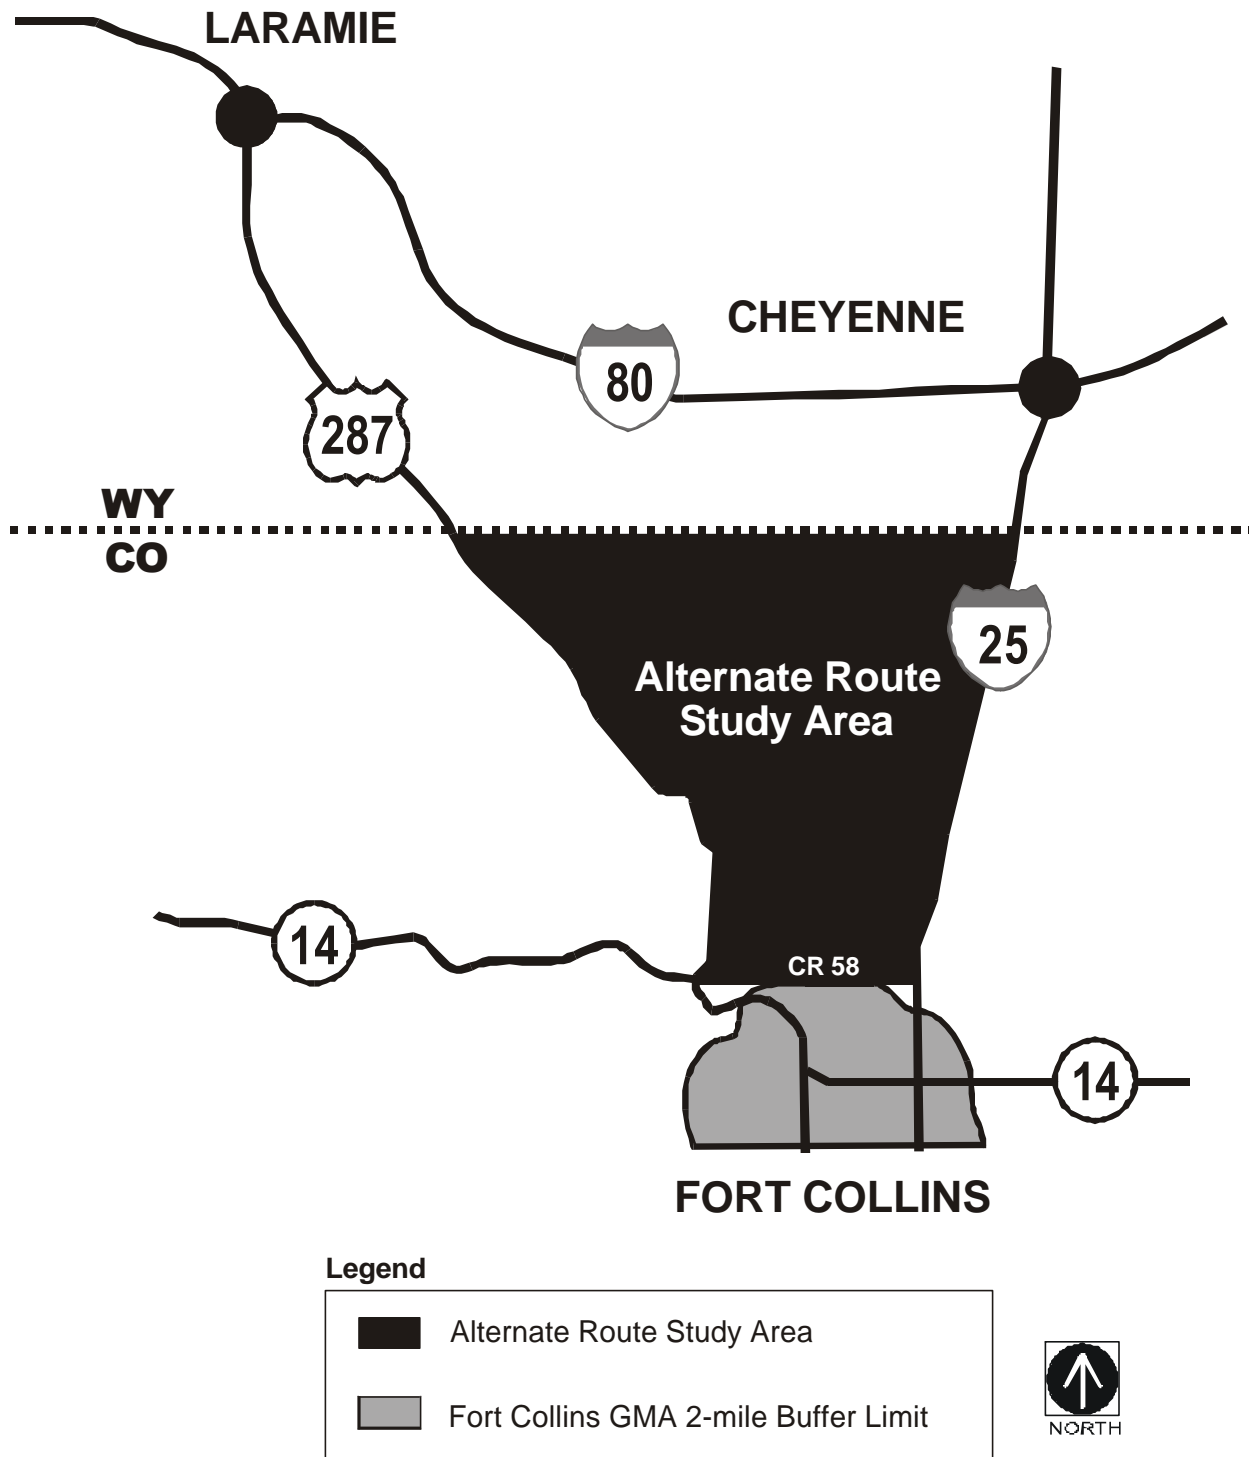 LARAMIE
CHEYENNE
80
287
WY
CO
25
Alternate Route
Study Area
14
CR 58
14
FORT COLLINS
Legend
Alternate Route Study Area
Fort Collins GMA 2-mile Buffer Limit
NORTH